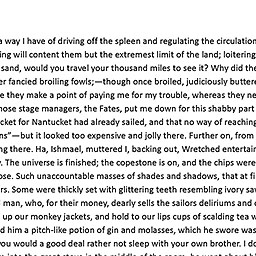 a way I have of driving off the spleen and regulating the circulation
ing will content them but the extremest limit of the land; loitering
sand, would you travel your thousand miles to see it? Why did the
er fancied broiling fowls;—though once broiled, judiciously butter
e they make a point of paying me for my trouble, whereas they ne
hose stage managers, the Fates, put me down for this shabby part
cket for Nantucket had already sailed, and that no way of reaching
ns”—but it looked too expensive and jolly there. Further on, from
ng there. Ha, Ishmael, muttered I, backing out, Wretched entertai
. The universe is finished; the copestone is on, and the chips were
ose. Such unaccountable masses of shades and shadows, that at fi
rs. Some were thickly set with glittering teeth resembling ivory sa
man, who, for their money, dearly sells the sailors deliriums and
up our monkey jackets, and hold to our lips cups of scalding tea w
d him a pitch-like potion of gin and molasses, which he swore was
you would a good deal rather not sleep with your own brother. I do